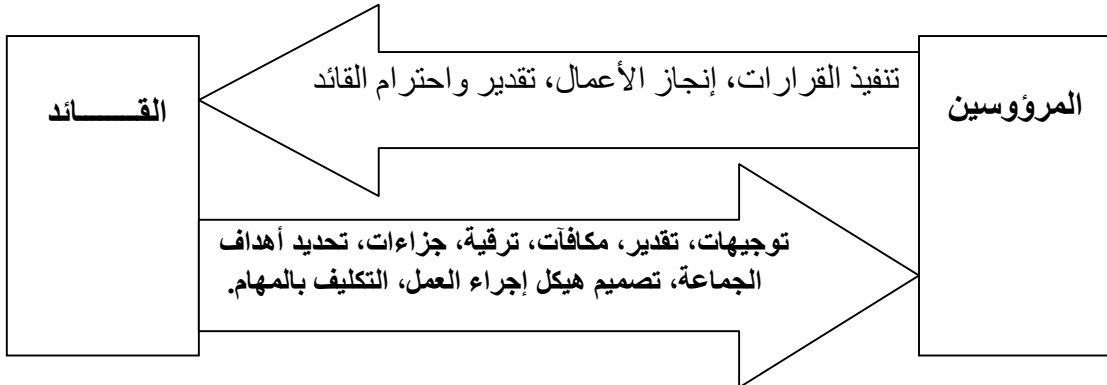 تنفيذ القرارات، إنجاز الأعمال، تقدير واحترام القائد
المرؤوسين
القـــــــائد
توجيهات، تقدير، مكافآت، ترقية، جزاءات، تحديد أهداف
الجماعة، تصميم هيكل إجراء العمل، التكليف بالمهام.